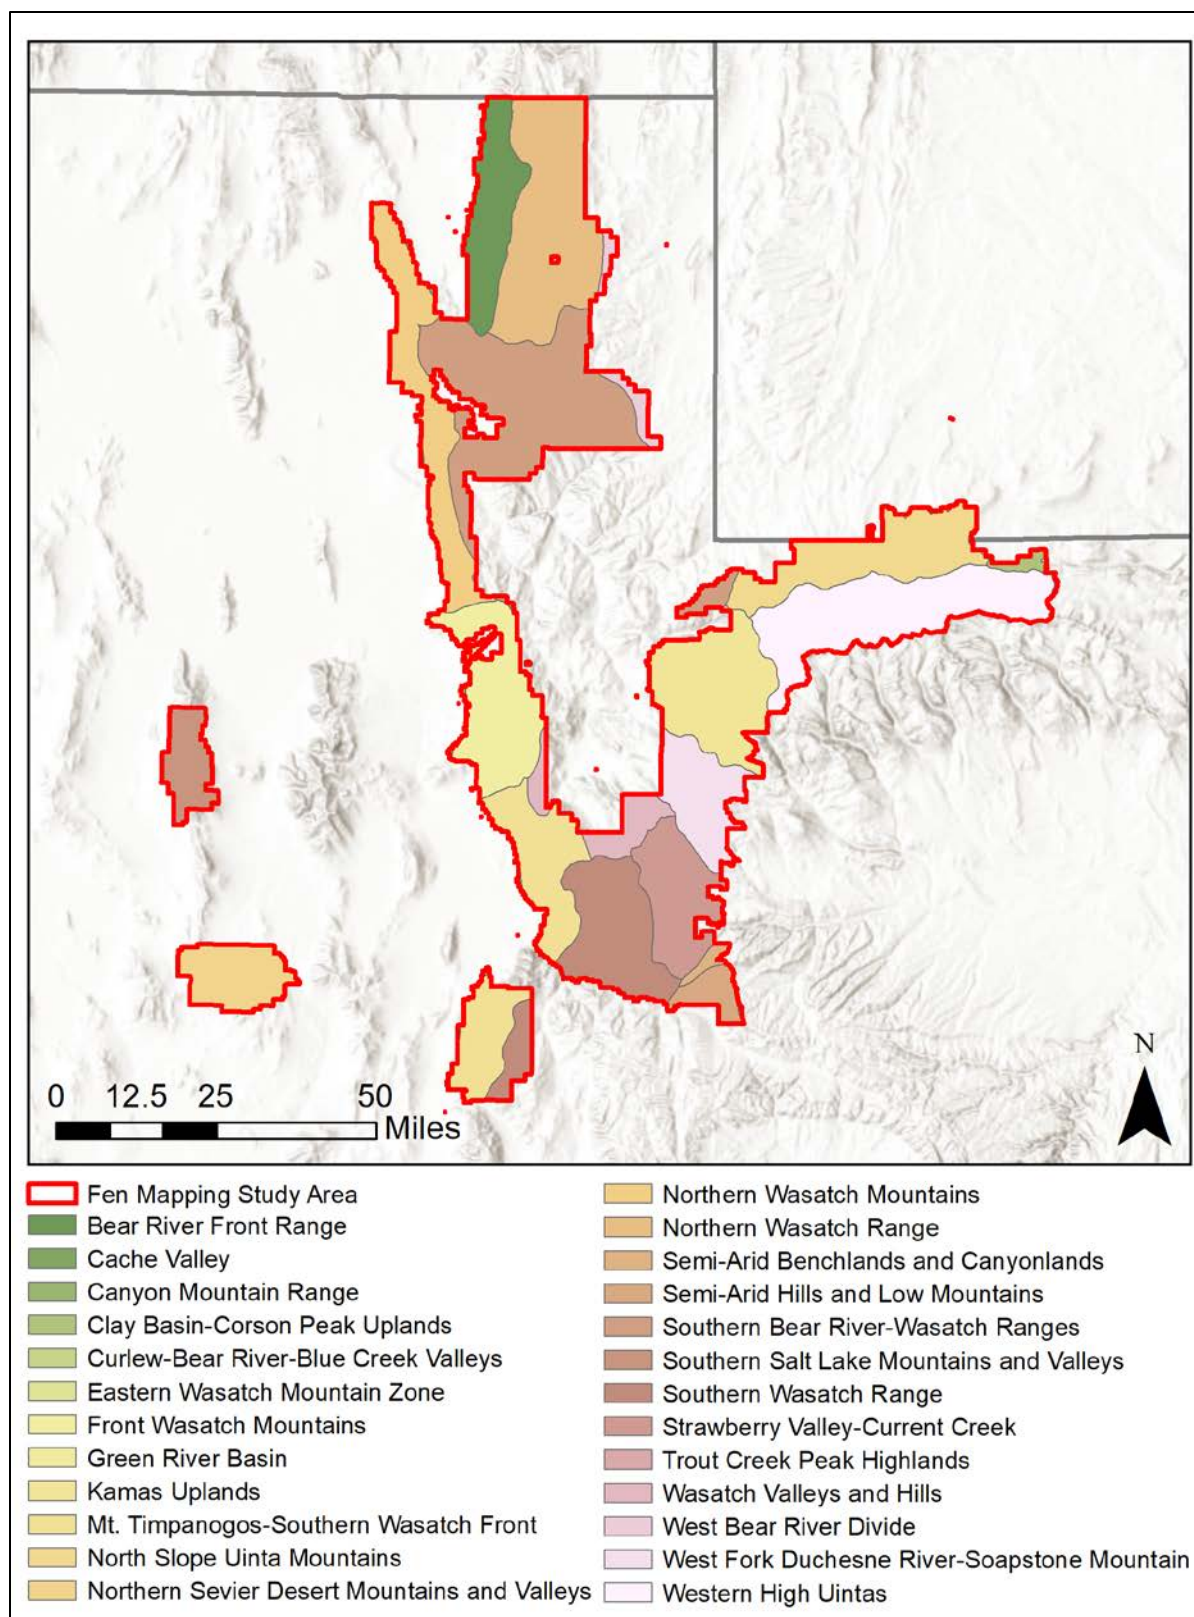 N
0 12.5 25 50
Miles
Fen Mapping Study Area
Bear River Front Range
Cache Valley
Canyon Mountain Range
Clay Basin-Corson Peak Uplands
Curlew-Bear River-Blue Creek Valleys
Eastern Wasatch Mountain Zone
Front Wasatch Mountains
Green River Basin
Kamas Uplands
Mt. Timpanogos-Southern Wasatch Front
North Slope Uinta Mountains
Northern Sevier Desert Mountains and Valleys
Northern Wasatch Mountains
Northern Wasatch Range
Semi-Arid Benchlands and Canyonlands
Semi-Arid Hills and Low Mountains
Southern Bear River-Wasatch Ranges
Southern Salt Lake Mountains and Valleys
Southern Wasatch Range
Strawberry Valley-Current Creek
Trout Creek Peak Highlands
Wasatch Valleys and Hills
West Bear River Divide
West Fork Duchesne River-Soapstone Mountain
Western High Uintas